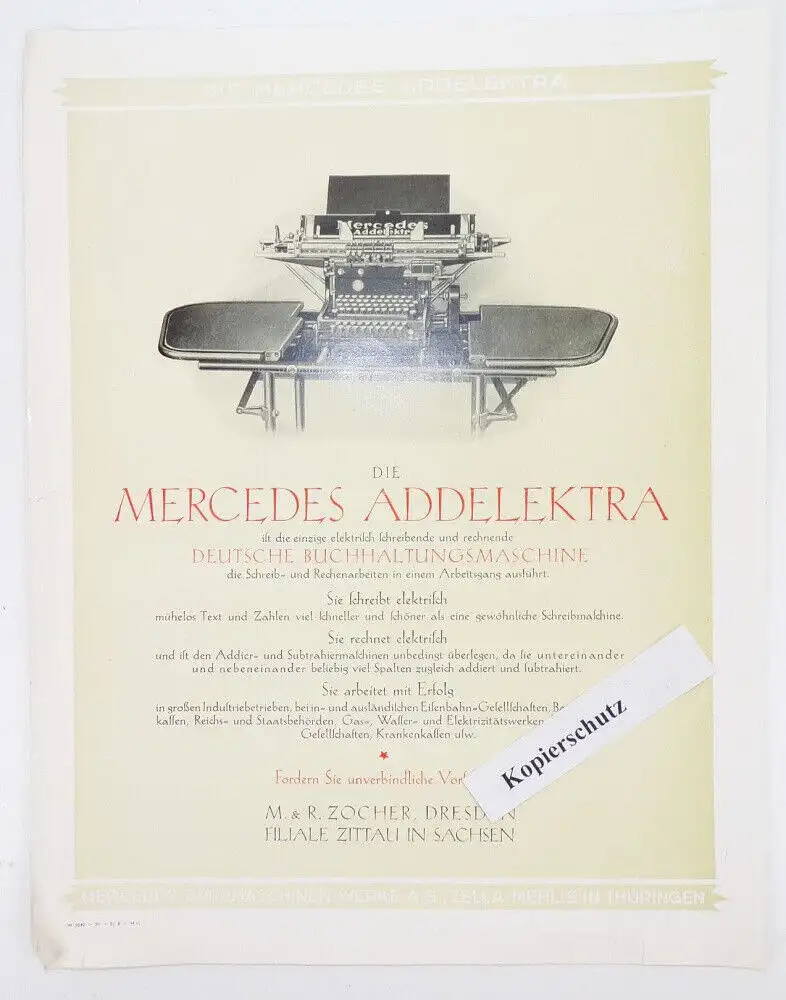 DIE MERCEDES ADDELEKTRA
Mercedes
Addelektra
DIE
MERCEDES ADDELEKTRA
iſt die einzige elektriſch ſchreibende und rechnende
DEUTSCHE BUCHHALTUNGSMASCHINE
die Schreib- und Rechenarbeiten in einem Arbeitsgang ausführt.
Sie ſchreibt elektriſch
mühelos Text und Zahlen viel ſchneller und ſchöner als eine gewöhnliche Schreibmaſchine.
Sie rechnet elektriſch
und iſt den Addier- und Subtrahiermaſchinen unbedingt überlegen, da ſie untereinander
und nebeneinander beliebig viel Spalten zugleich addiert und ſubtrahiert.
Sie arbeitet mit Erfolg
in großen Induſtriebetrieben, bei in- und ausländiſchen Eiſenbahn-Geſellſchaften,
kaſſen, Reichs- und Staatsbehörden, Gas-, Waſſer- und Elektrizitätswerken,
Geſellſchaften, Krankenkaſſen uſw.
Fordern Sie unverbindliche
Kopierschutz
M. & R. ZOCHER, DRESDEN
FILIALE ZITTAU IN SACHSEN
MERCEDES BÜROMASCHINEN-WERKE A.G., ZELLA-MEHLIS IN THÜRINGEN